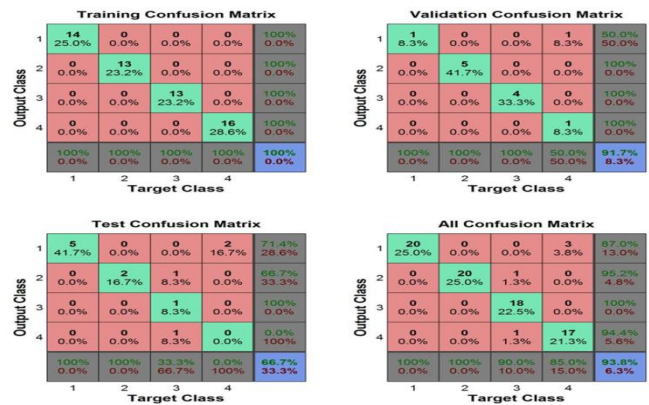 Training Confusion Matrix
1 14 0 0 0 100%
25.0% 0.0% 0.0% 0.0% 0.0%
2 0 13 0 0 100%
0.0% 23.2% 0.0% 0.0% 0.0%
3 0 0 13 0 100%
0.0% 0.0% 23.2% 0.0% 0.0%
4 0 0 0 16 100%
0.0% 0.0% 0.0% 28.6% 0.0%
100% 100% 100% 100% 100%
0.0% 0.0% 0.0% 0.0% 0.0%
1 2 3 4
Target Class
Output Class
Validation Confusion Matrix
1 1 0 0 1 50.0%
8.3% 0.0% 0.0% 8.3% 50.0%
2 0 5 0 0 100%
0.0% 41.7% 0.0% 0.0% 0.0%
3 0 0 4 0 100%
0.0% 0.0% 33.3% 0.0% 0.0%
4 0 0 0 1 100%
0.0% 0.0% 0.0% 8.3% 0.0%
100% 100% 100% 50.0% 91.7%
0.0% 0.0% 0.0% 50.0% 8.3%
1 2 3 4
Target Class
Output Class
Test Confusion Matrix
1 5 0 0 2 71.4%
41.7% 0.0% 0.0% 16.7% 28.6%
2 0 2 1 0 66.7%
0.0% 16.7% 8.3% 0.0% 33.3%
3 0 0 1 0 100%
0.0% 0.0% 8.3% 0.0% 0.0%
4 0 0 1 0 0.0%
0.0% 0.0% 8.3% 0.0% 100%
100% 100% 33.3% 0.0% 66.7%
0.0% 0.0% 66.7% 100% 33.3%
1 2 3 4
Target Class
Output Class
All Confusion Matrix
1 20 0 0 3 87.0%
25.0% 0.0% 0.0% 3.8% 13.0%
2 0 20 1 0 95.2%
0.0% 25.0% 1.3% 0.0% 4.8%
3 0 0 18 0 100%
0.0% 0.0% 22.5% 0.0% 0.0%
4 0 0 1 17 94.4%
0.0% 0.0% 1.3% 21.3% 5.6%
100% 100% 90.0% 85.0% 93.8%
0.0% 0.0% 10.0% 15.0% 6.3%
1 2 3 4
Target Class
Output Class